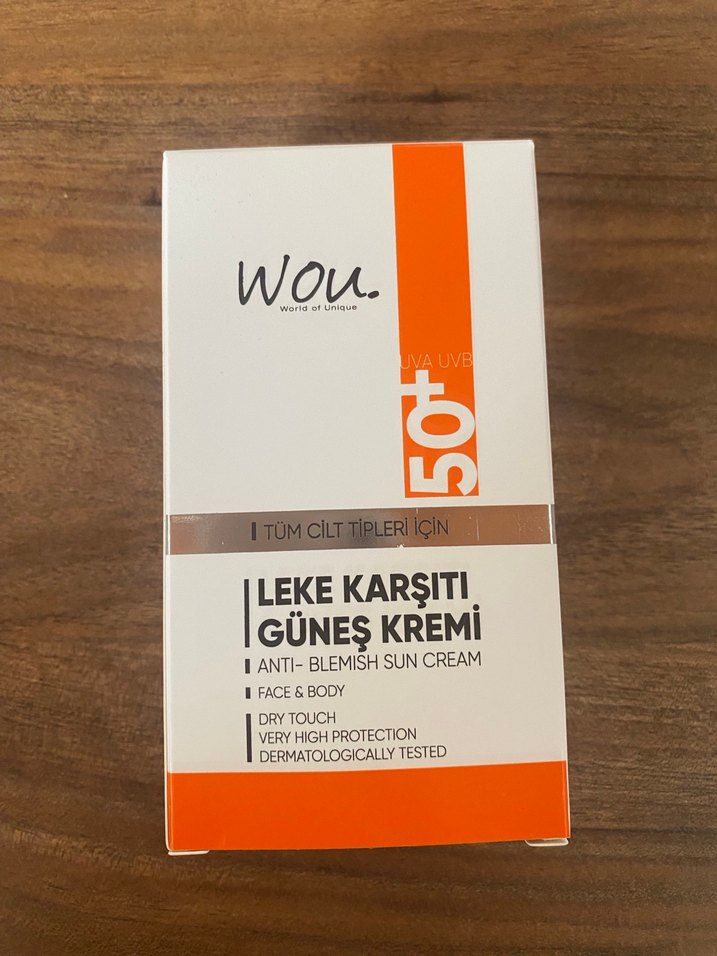 Wou.
World of Unique
UVA UVB
50+
TÜM CİLT TİPLERİ İÇİN
LEKE KARŞITI
GÜNEŞ KREMİ
ANTI- BLEMISH SUN CREAM
FACE & BODY
DRY TOUCH
VERY HIGH PROTECTION
DERMATOLOGICALLY TESTED